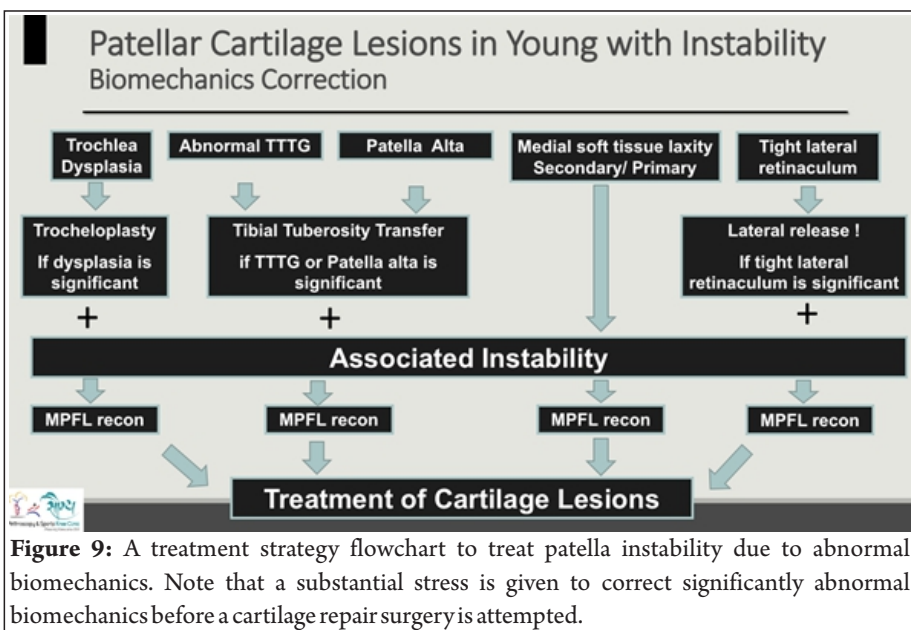 Patellar Cartilage Lesions in Young with Instability
Biomechanics Correction
Trochlea
Dysplasia
Abnormal TTTG
Patella Alta
Medial soft tissue laxity
Secondary/ Primary
Tight lateral
retinaculum
Trocheloplasty
If dysplasia is
significant
Tibial Tuberosity Transfer
if TTTG or Patella alta is
significant
Lateral release !
If tight lateral
retinaculum is significant
+
+
+
Associated Instability
MPFL recon
MPFL recon
MPFL recon
MPFL recon
Treatment of Cartilage Lesions
Arthroscopy & Sports Knee Clinic
Figure 9: A treatment strategy flowchart to treat patella instability due to abnormal
biomechanics. Note that a substantial stress is given to correct significantly abnormal
biomechanics before a cartilage repair surgery is attempted.